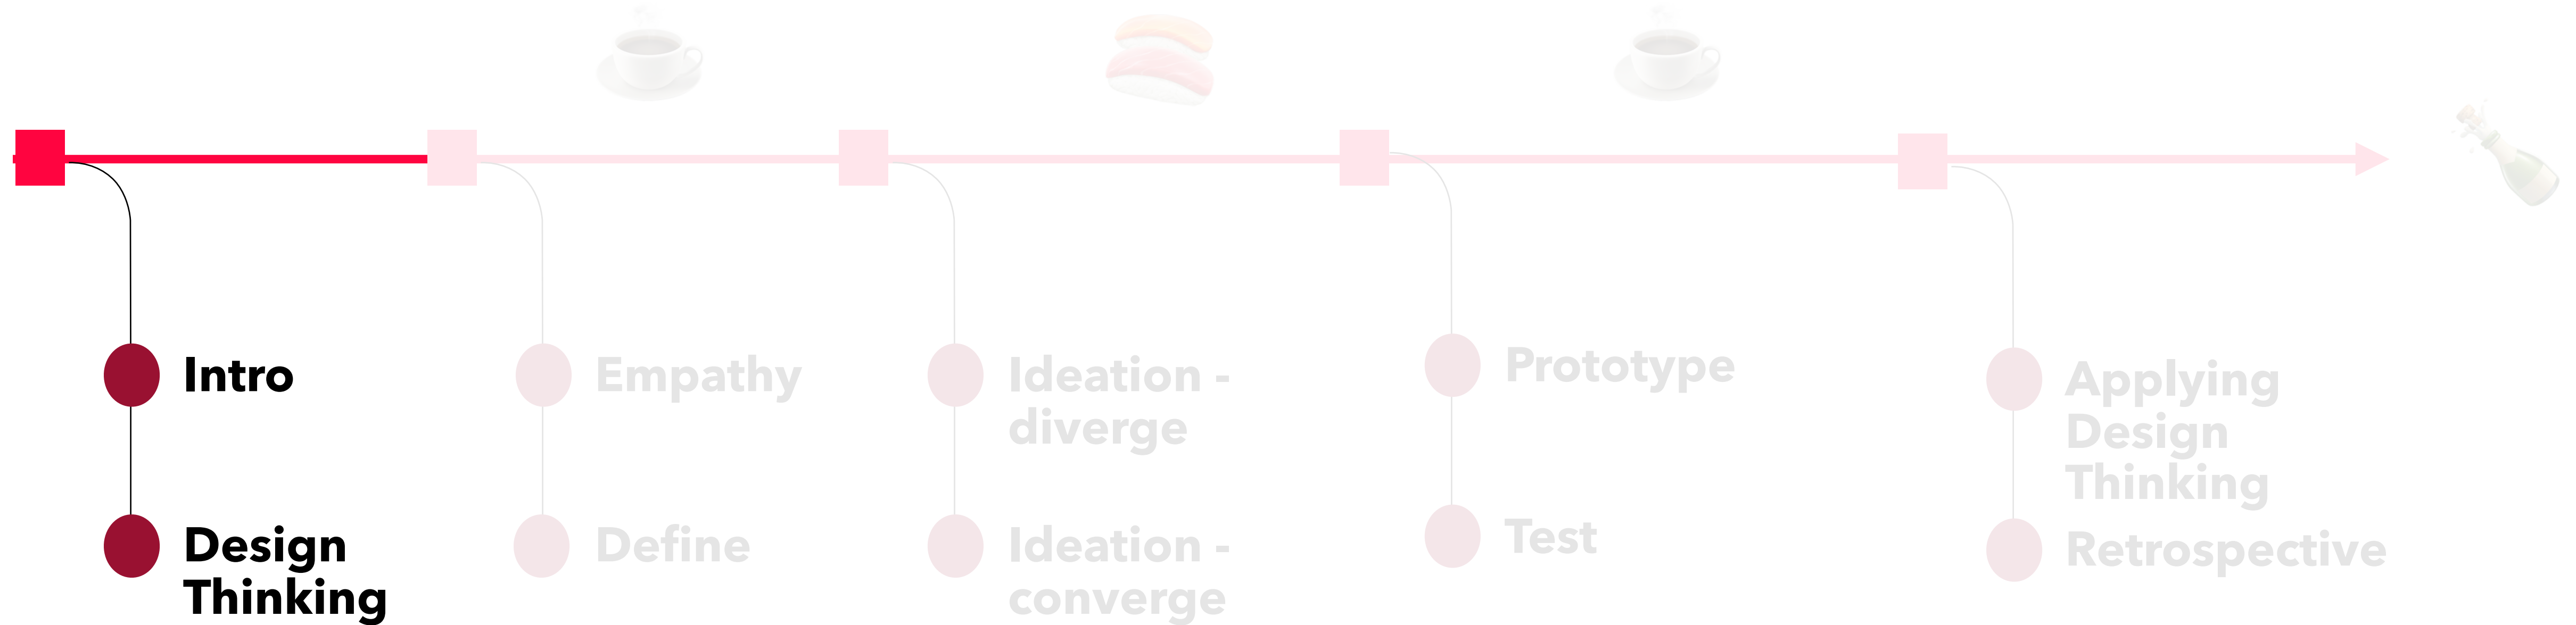 Intro
Design
Thinking
Empathy
Define
Ideation -
diverge
Ideation -
converge
Prototype
Test
Applying
Design
Thinking
Retrospective